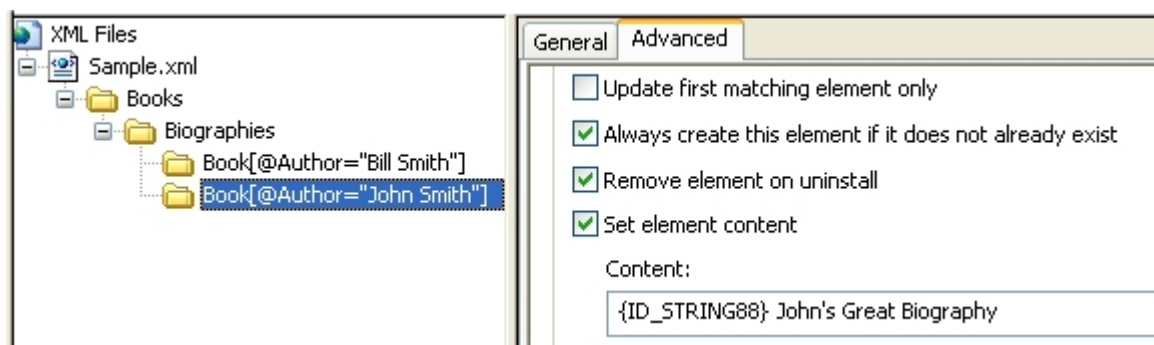 XML Files
Sample.xml
Books
Biographies
Book[@Author="Bill Smith"]
Book[@Author="John Smith"]
General
Advanced
Update first matching element only
Always create this element if it does not already exist
Remove element on uninstall
Set element content
Content:
{ID_STRING88} John's Great Biography